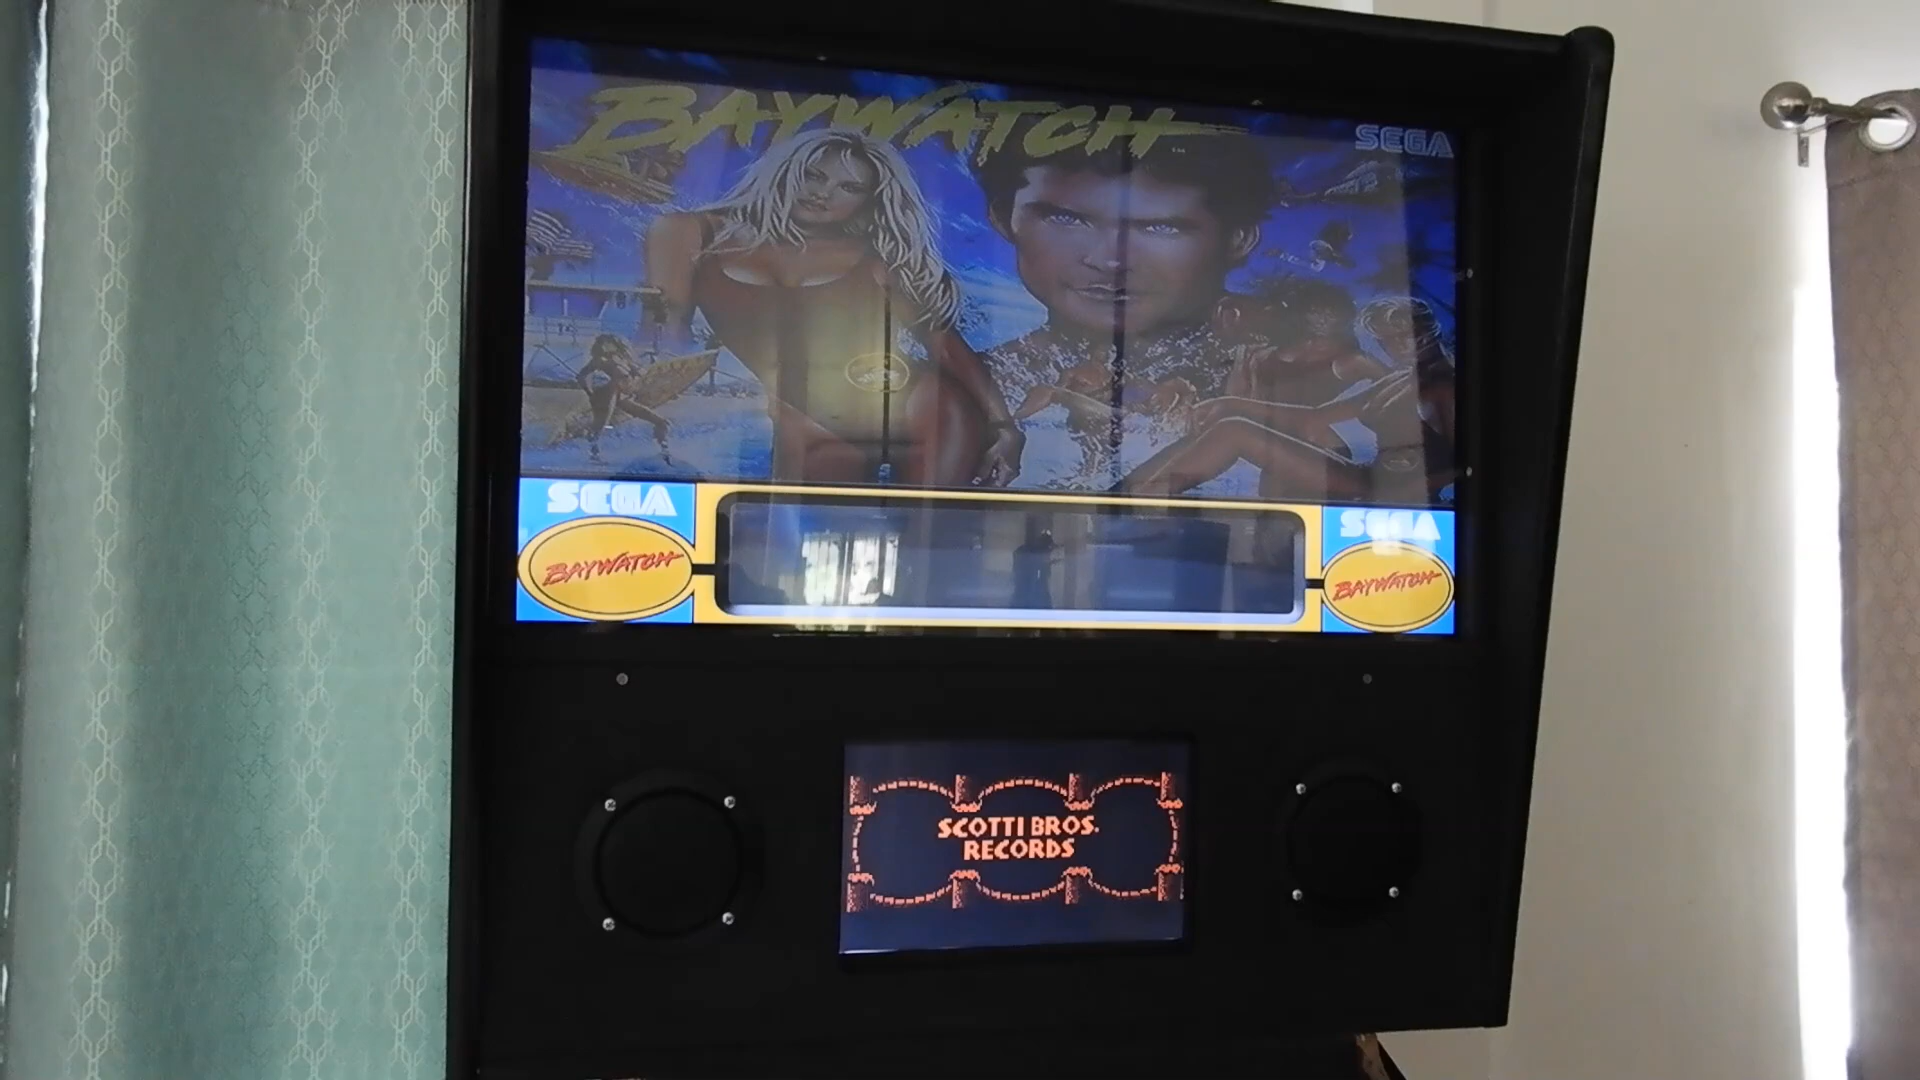 BAYWATCH
SEGA
SEGA
SEGA
BAYWATCH
BAYWATCH
SCOTTI BROS.
RECORDS